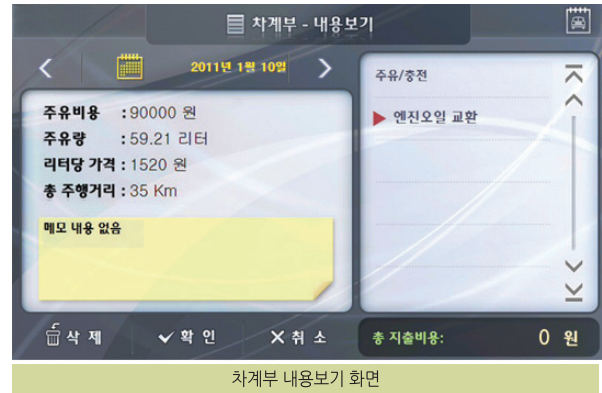 차계부 - 내용보기
2011년 1월 10일
주유비용 : 90000 원
주유량 : 59.21 리터
리터당 가격 : 1520 원
총 주행거리 : 35 Km
메모 내용 없음
주유/충전
엔진오일 교환
삭 제
확 인
취 소
총 지출비용: 0 원
차계부 내용보기 화면